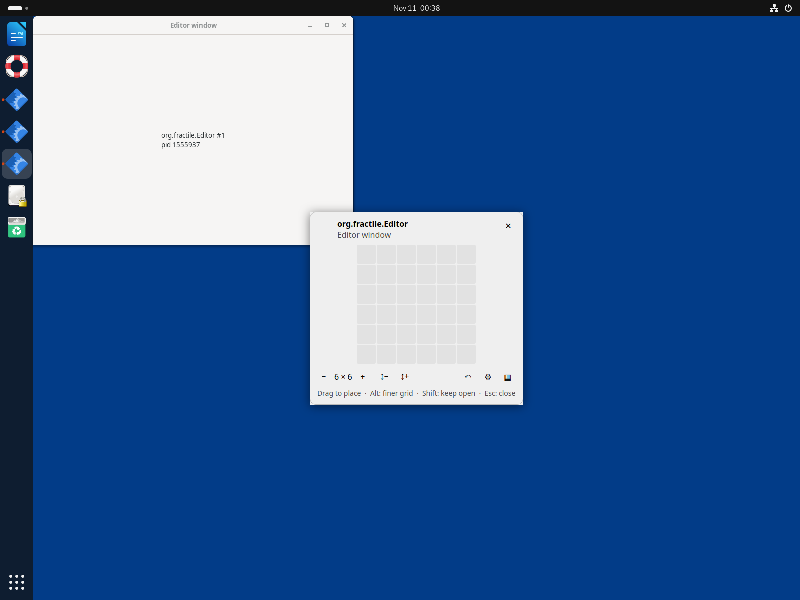 Nov 11 00:38
Editor window
org.fractile.Editor #1
pid 1555937
org.fractile.Editor
Editor window
− 6 × 6 +
Drag to place · Alt: finer grid · Shift: keep open · Esc: close